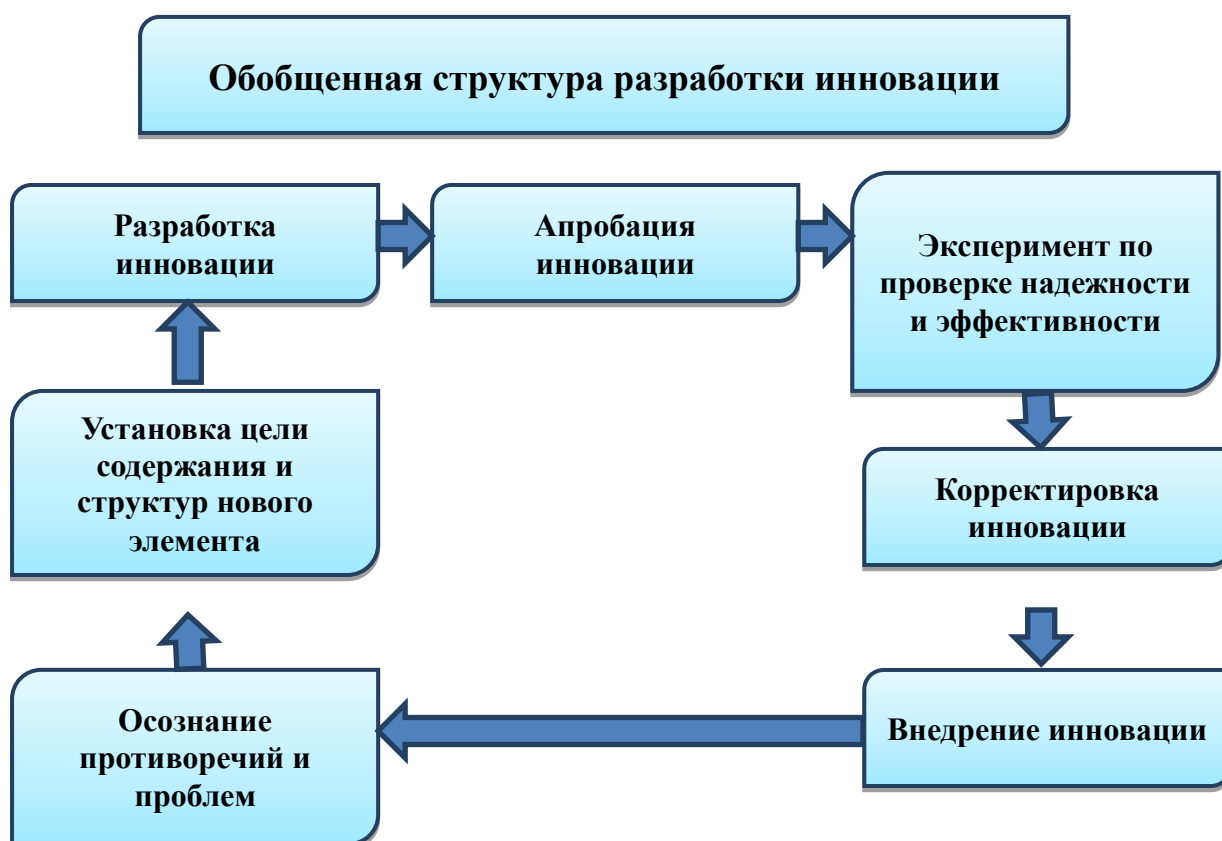 Обобщенная структура разработки инновации
Разработка
инновации
Апробация
инновации
Эксперимент по
проверке надежности
и эффективности
Установка цели
содержания и
структур нового
элемента
Корректировка
инновации
Осознание
противоречий и
проблем
Внедрение инновации